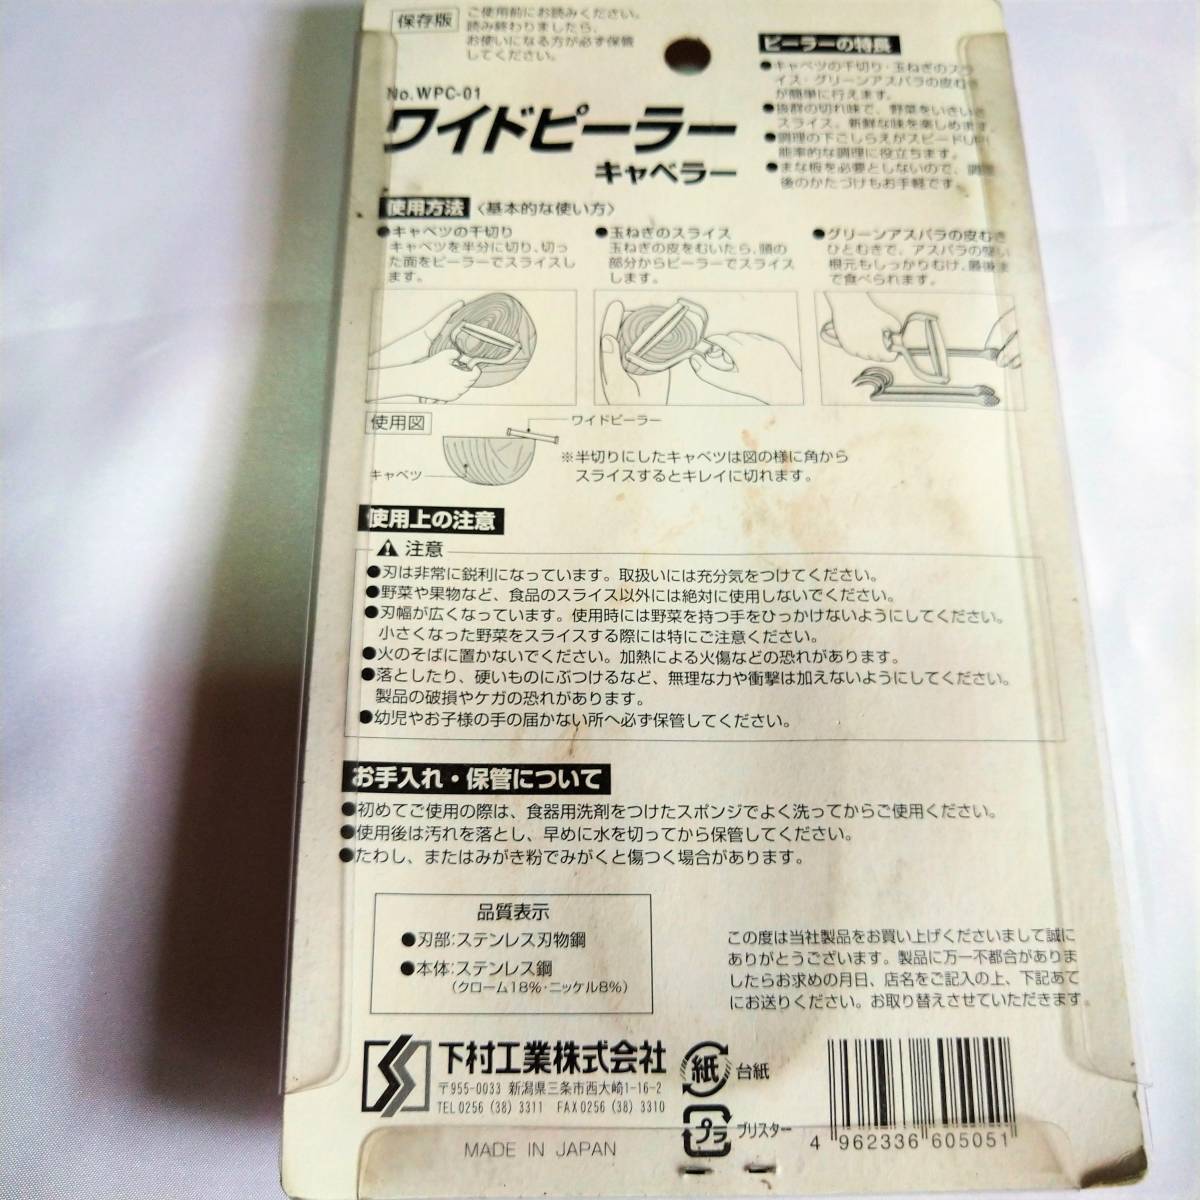 保存版
ご使用前にお読みください。
読み終わりましたら、
お使いになる方が必ず保管
してください。
No.WPC-01
ワイドピーラー
キャベラー
ピーラーの特長
●キャベツの千切り・玉ねぎのスラ
イス・グリーンアスパラの皮むき
が簡単に行えます。
●抜群の切れ味で、野菜をいきいき
スライス。新鮮な味を楽しめます。
●調理の下ごしらえがスピードUP!
能率的な調理に役立ちます。
●まな板を必要としないので、調理
後のかたづけもお手軽です。
使用方法〈基本的な使い方〉
●キャベツの千切り
キャベツを半分に切り、切っ
た面をピーラーでスライスし
ます。
●玉ねぎのスライス
玉ねぎの皮をむいたら、頭の
部分からピーラーでスライス
します。
●グリーンアスパラの皮むき
ひとむきで、アスパラの堅い
根元もしっかりむけ、最後ま
で食べられます。
使用図
ワイドピーラー
キャベツ
※半切りにしたキャベツは図の様に角から
スライスするとキレイに切れます。
使用上の注意
注意
●刃は非常に鋭利になっています。取扱いには充分気をつけてください。
●野菜や果物など、食品のスライス以外には絶対に使用しないでください。
●刃幅が広くなっています。使用時には野菜を持つ手をひっかけないようにしてください。
小さくなった野菜をスライスする際には特にご注意ください。
●火のそばに置かないでください。加熱による火傷などの恐れがあります。
●落としたり、硬いものにぶつけるなど、無理な力や衝撃は加えないようにしてください。
製品の破損やケガの恐れがあります。
●幼児やお子様の手の届かない所へ必ず保管してください。
お手入れ・保管について
●初めてご使用の際は、食器用洗剤をつけたスポンジでよく洗ってからご使用ください。
●使用後は汚れを落とし、早めに水を切ってから保管してください。
●たわし、またはみがき粉でみがくと傷つく場合があります。
品質表示
●刃部:ステンレス刃物鋼
●本体:ステンレス鋼
(クローム18%・ニッケル8%)
この度は当社製品をお買い上げくださいまして誠に
ありがとうございます。製品に万一不都合がありま
したらお求めの月日、店名をご記入の上、下記あて
にお送りください。お取り替えさせていただきます。
下村工業株式会社
〒955-0033 新潟県三条市西大崎1-16-2
TEL0256(38)3311 FAX0256(38)3310
MADE IN JAPAN
紙 台紙
プラ ブリスター
4 962336 605051